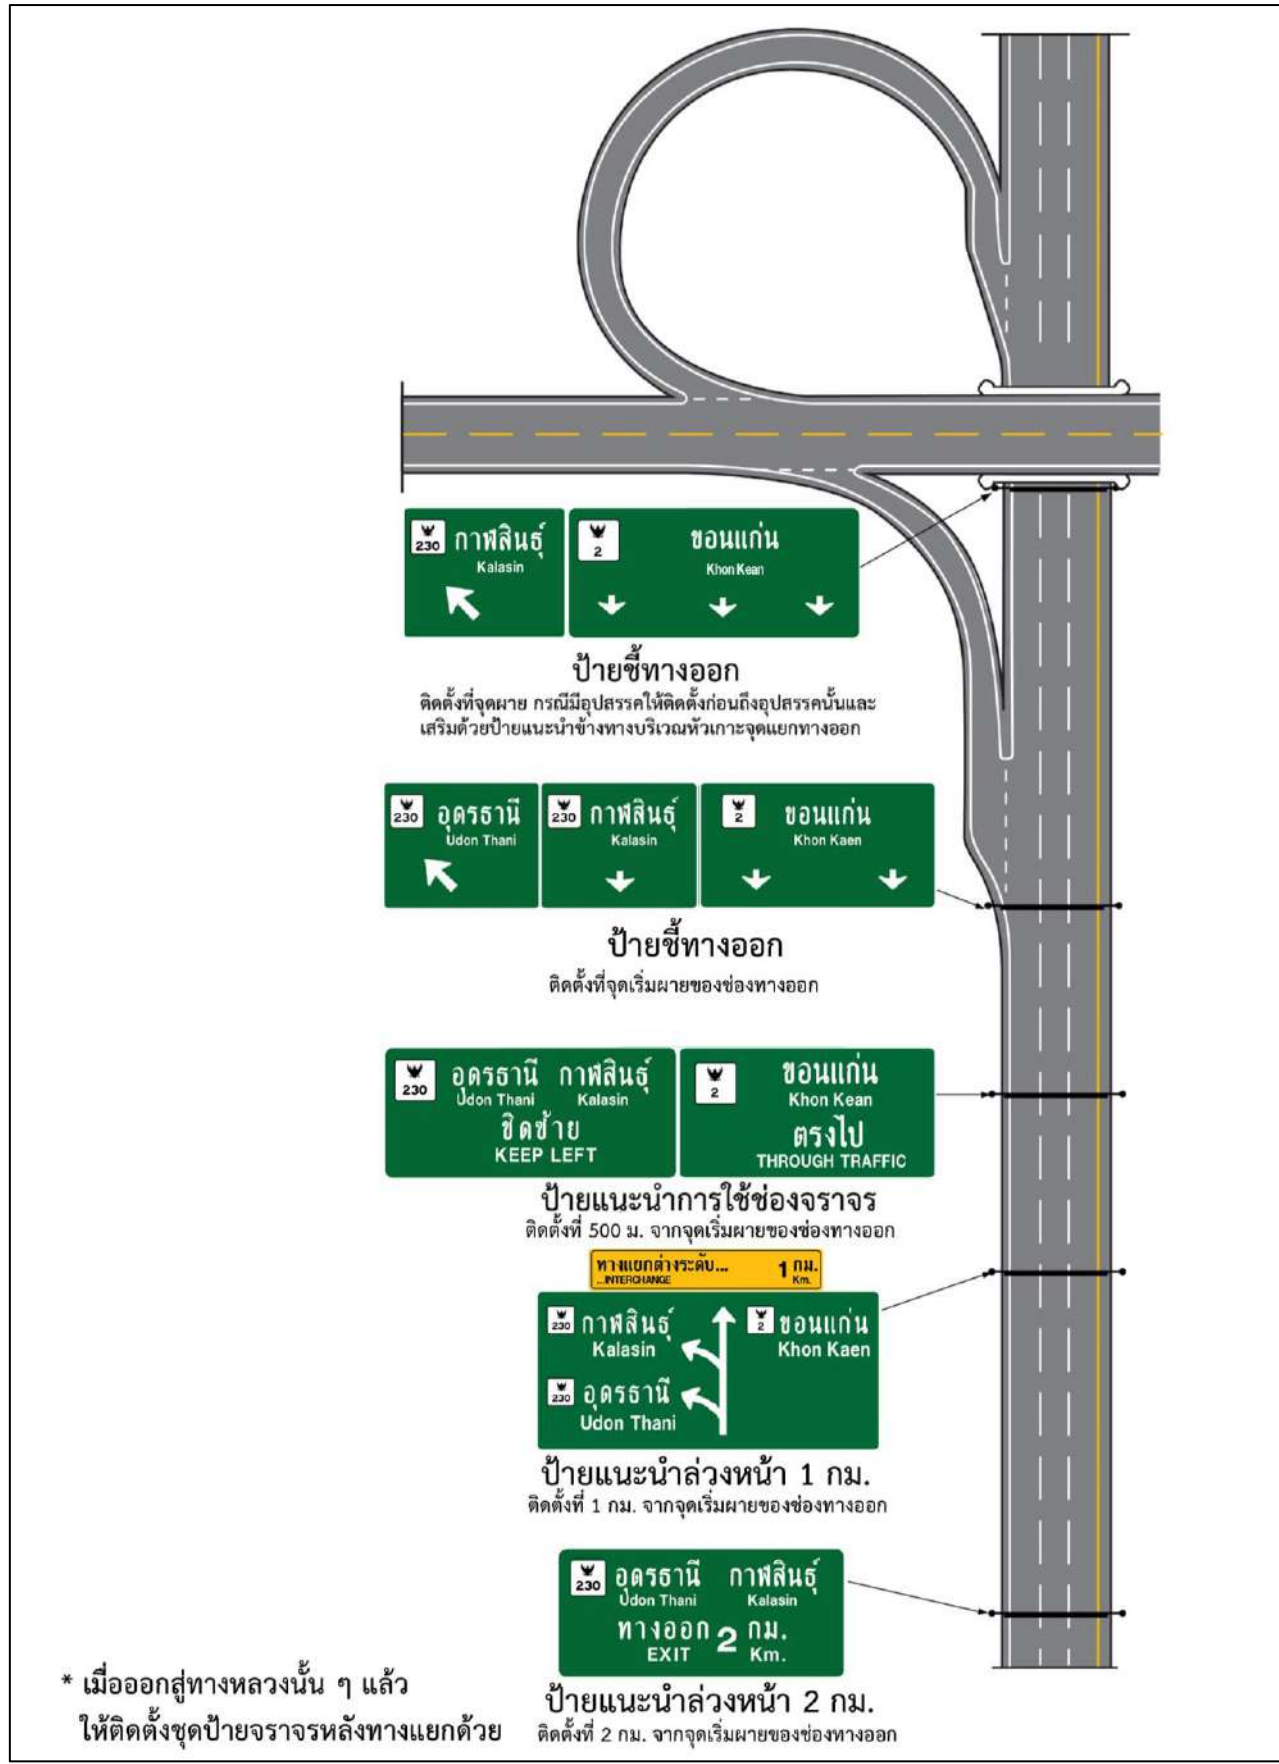 230 กาฬสินธุ์
Kalasin
2 ขอนแก่น
Khon Kean
ป้ายชี้ทางออก
ติดตั้งที่จุดผาย กรณีมีอุปสรรคให้ติดตั้งก่อนถึงอุปสรรคนั้นและ
เสริมด้วยป้ายแนะนำข้างทางบริเวณหัวเกาะจุดแยกทางออก
230 อุดรธานี
Udon Thani
230 กาฬสินธุ์
Kalasin
2 ขอนแก่น
Khon Kaen
ป้ายชี้ทางออก
ติดตั้งที่จุดเริ่มผายของช่องทางออก
230 อุดรธานี กาฬสินธุ์
Udon Thani Kalasin
ชิดซ้าย
KEEP LEFT
2 ขอนแก่น
Khon Kean
ตรงไป
THROUGH TRAFFIC
ป้ายแนะนำการใช้ช่องจราจร
ติดตั้งที่ 500 ม. จากจุดเริ่มผายของช่องทางออก
ทางแยกต่างระดับ... 1 กม.
...INTERCHANGE Km.
230 กาฬสินธุ์
Kalasin
2 ขอนแก่น
Khon Kaen
230 อุดรธานี
Udon Thani
ป้ายแนะนำล่วงหน้า 1 กม.
ติดตั้งที่ 1 กม. จากจุดเริ่มผายของช่องทางออก
230 อุดรธานี กาฬสินธุ์
Udon Thani Kalasin
ทางออก 2 กม.
EXIT Km.
ป้ายแนะนำล่วงหน้า 2 กม.
ติดตั้งที่ 2 กม. จากจุดเริ่มผายของช่องทางออก
* เมื่อออกสู่ทางหลวงนั้น ๆ แล้ว
ให้ติดตั้งชุดป้ายจราจรหลังทางแยกด้วย